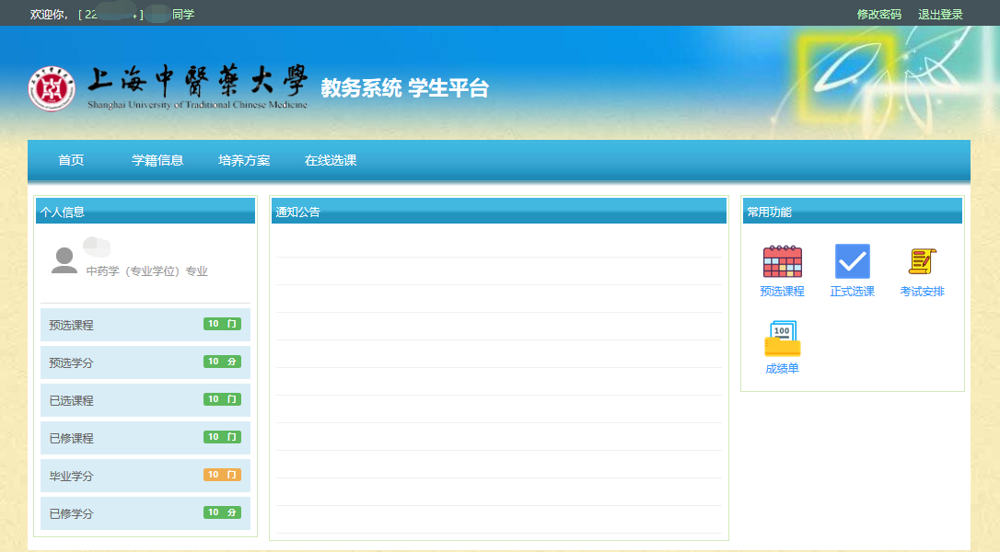 欢迎你， [ 22 4 ] 同学
修改密码 退出登录
上海中醫藥大學
Shanghai University of Traditional Chinese Medicine
教务系统 学生平台
首页 学籍信息 培养方案 在线选课
个人信息
中药学（专业学位）专业
预选课程 10 门
预选学分 10 分
已选课程 10 门
已修课程 10 门
毕业学分 10 门
已修学分 10 分
通知公告
常用功能
预选课程 正式选课 考试安排
100
成绩单